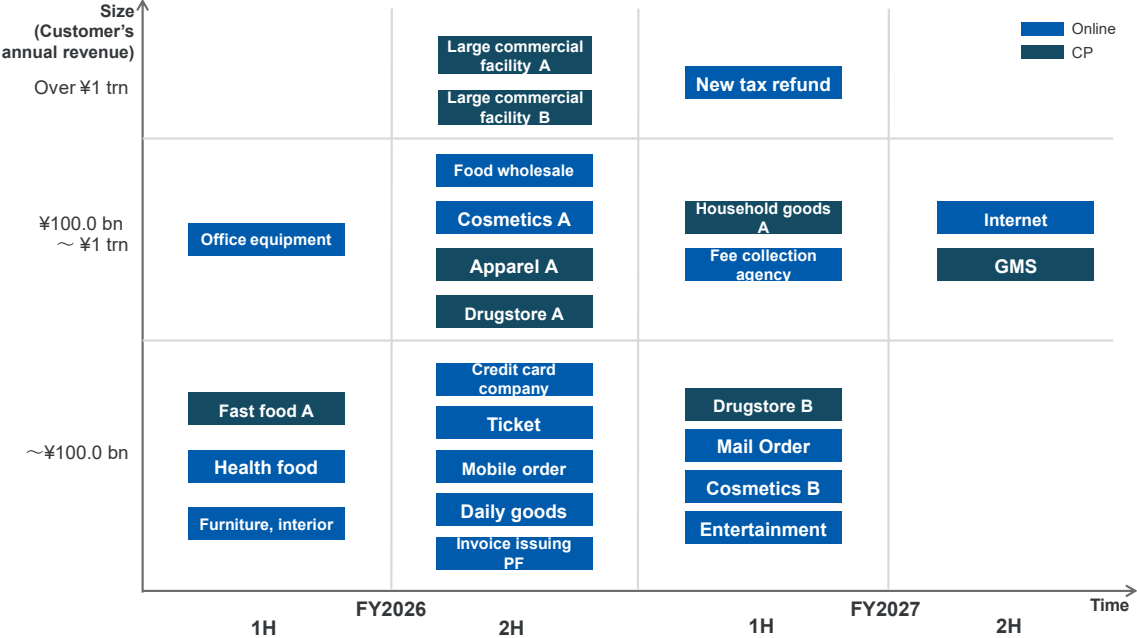 Size
(Customer's
annual revenue)
Online
CP
Over ¥1 trn
Large commercial
facility A
Large commercial
facility B
New tax refund
¥100.0 bn
～ ¥1 trn
Office equipment
Food wholesale
Cosmetics A
Apparel A
Drugstore A
Household goods
A
Fee collection
agency
Internet
GMS
～¥100.0 bn
Fast food A
Health food
Furniture, interior
Credit card
company
Ticket
Mobile order
Daily goods
Invoice issuing
PF
Drugstore B
Mail Order
Cosmetics B
Entertainment
Time
FY2026
FY2027
1H
2H
1H
2H